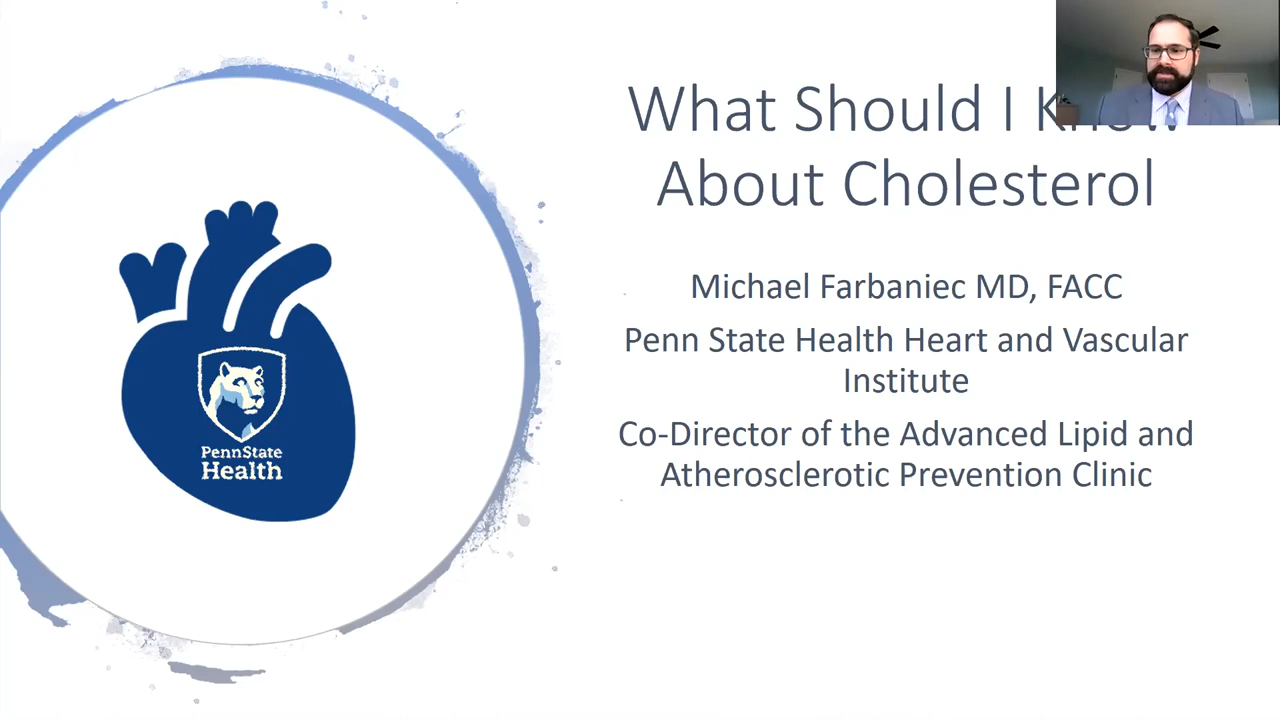 What Should I Know
About Cholesterol
Michael Farbaniec MD, FACC
Penn State Health Heart and Vascular
Institute
Co-Director of the Advanced Lipid and
Atherosclerotic Prevention Clinic
PennState
Health